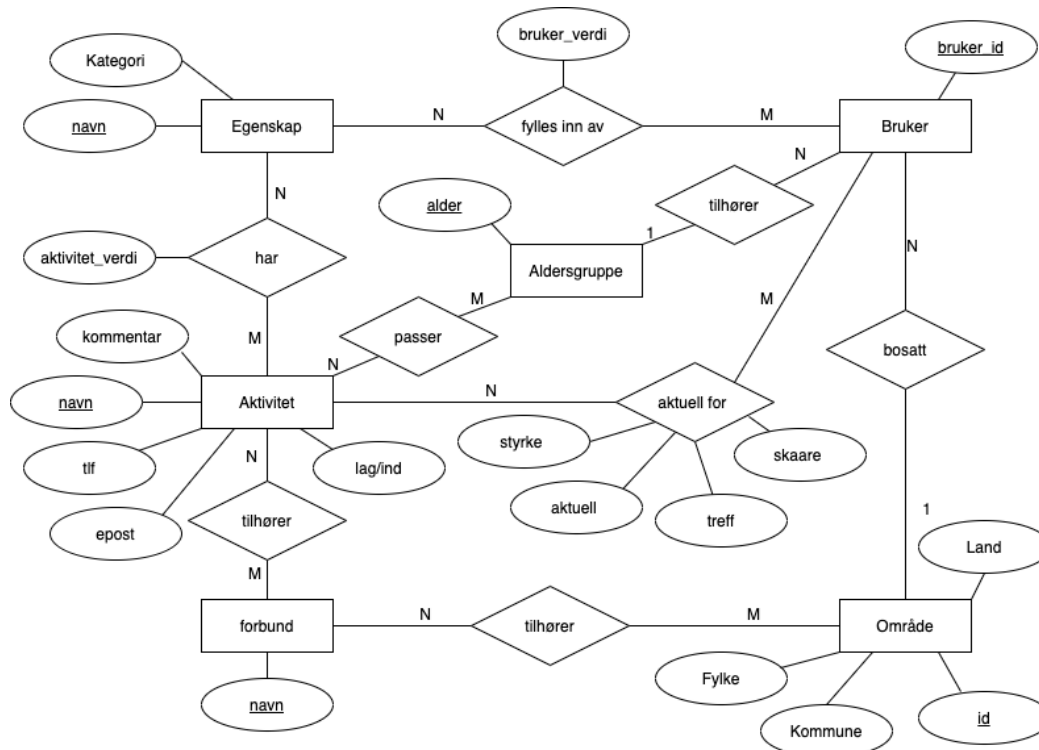 bruker_verdi
bruker_id
Kategori
navn
Egenskap
N
fylles inn av
M
Bruker
N
N
alder
tilhører
1
aktivitet_verdi
har
Aldersgruppe
N
M
M
kommentar
M
passer
bosatt
N
navn
Aktivitet
N
aktuell for
styrke
skaare
tlf
N
lag/ind
aktuell
treff
epost
tilhører
1
Land
M
forbund
N
tilhører
M
Område
Fylke
navn
Kommune
id